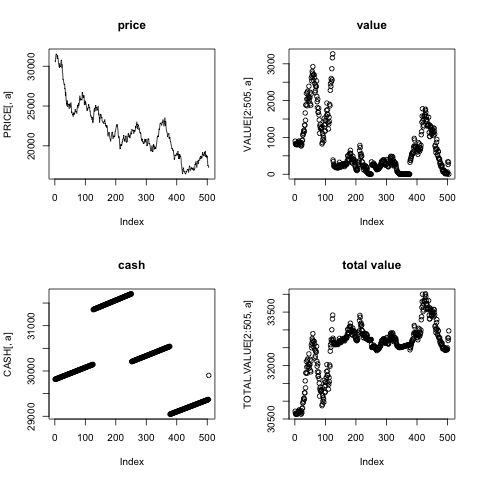 price
PRICE[, a]
30000
25000
20000
0 100 200 300 400 500
Index
value
VALUE[2:505, a]
3000
2000
1000
0
0 100 200 300 400 500
Index
cash
CASH[, a]
31000
30000
29000
0 100 200 300 400 500
Index
total value
TOTAL.VALUE[2:505, a]
33500
32500
31500
30500
0 100 200 300 400 500
Index